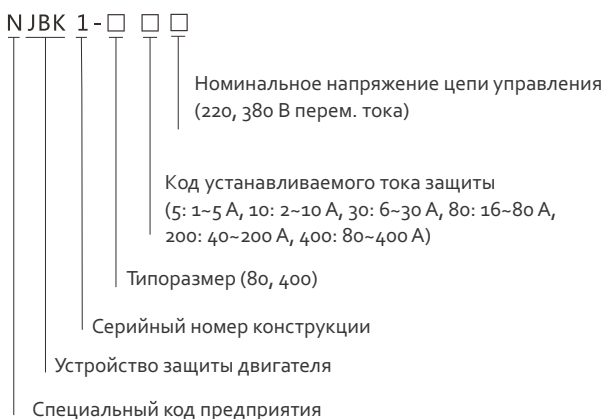 NJBK 1-□ □ □
Номинальное напряжение цепи управления
(220, 380 В перем. тока)
Код устанавливаемого тока защиты
(5: 1~5 А, 10: 2~10 А, 30: 6~30 А, 80: 16~80 А,
200: 40~200 А, 400: 80~400 А)
Типоразмер (80, 400)
Серийный номер конструкции
Устройство защиты двигателя
Специальный код предприятия